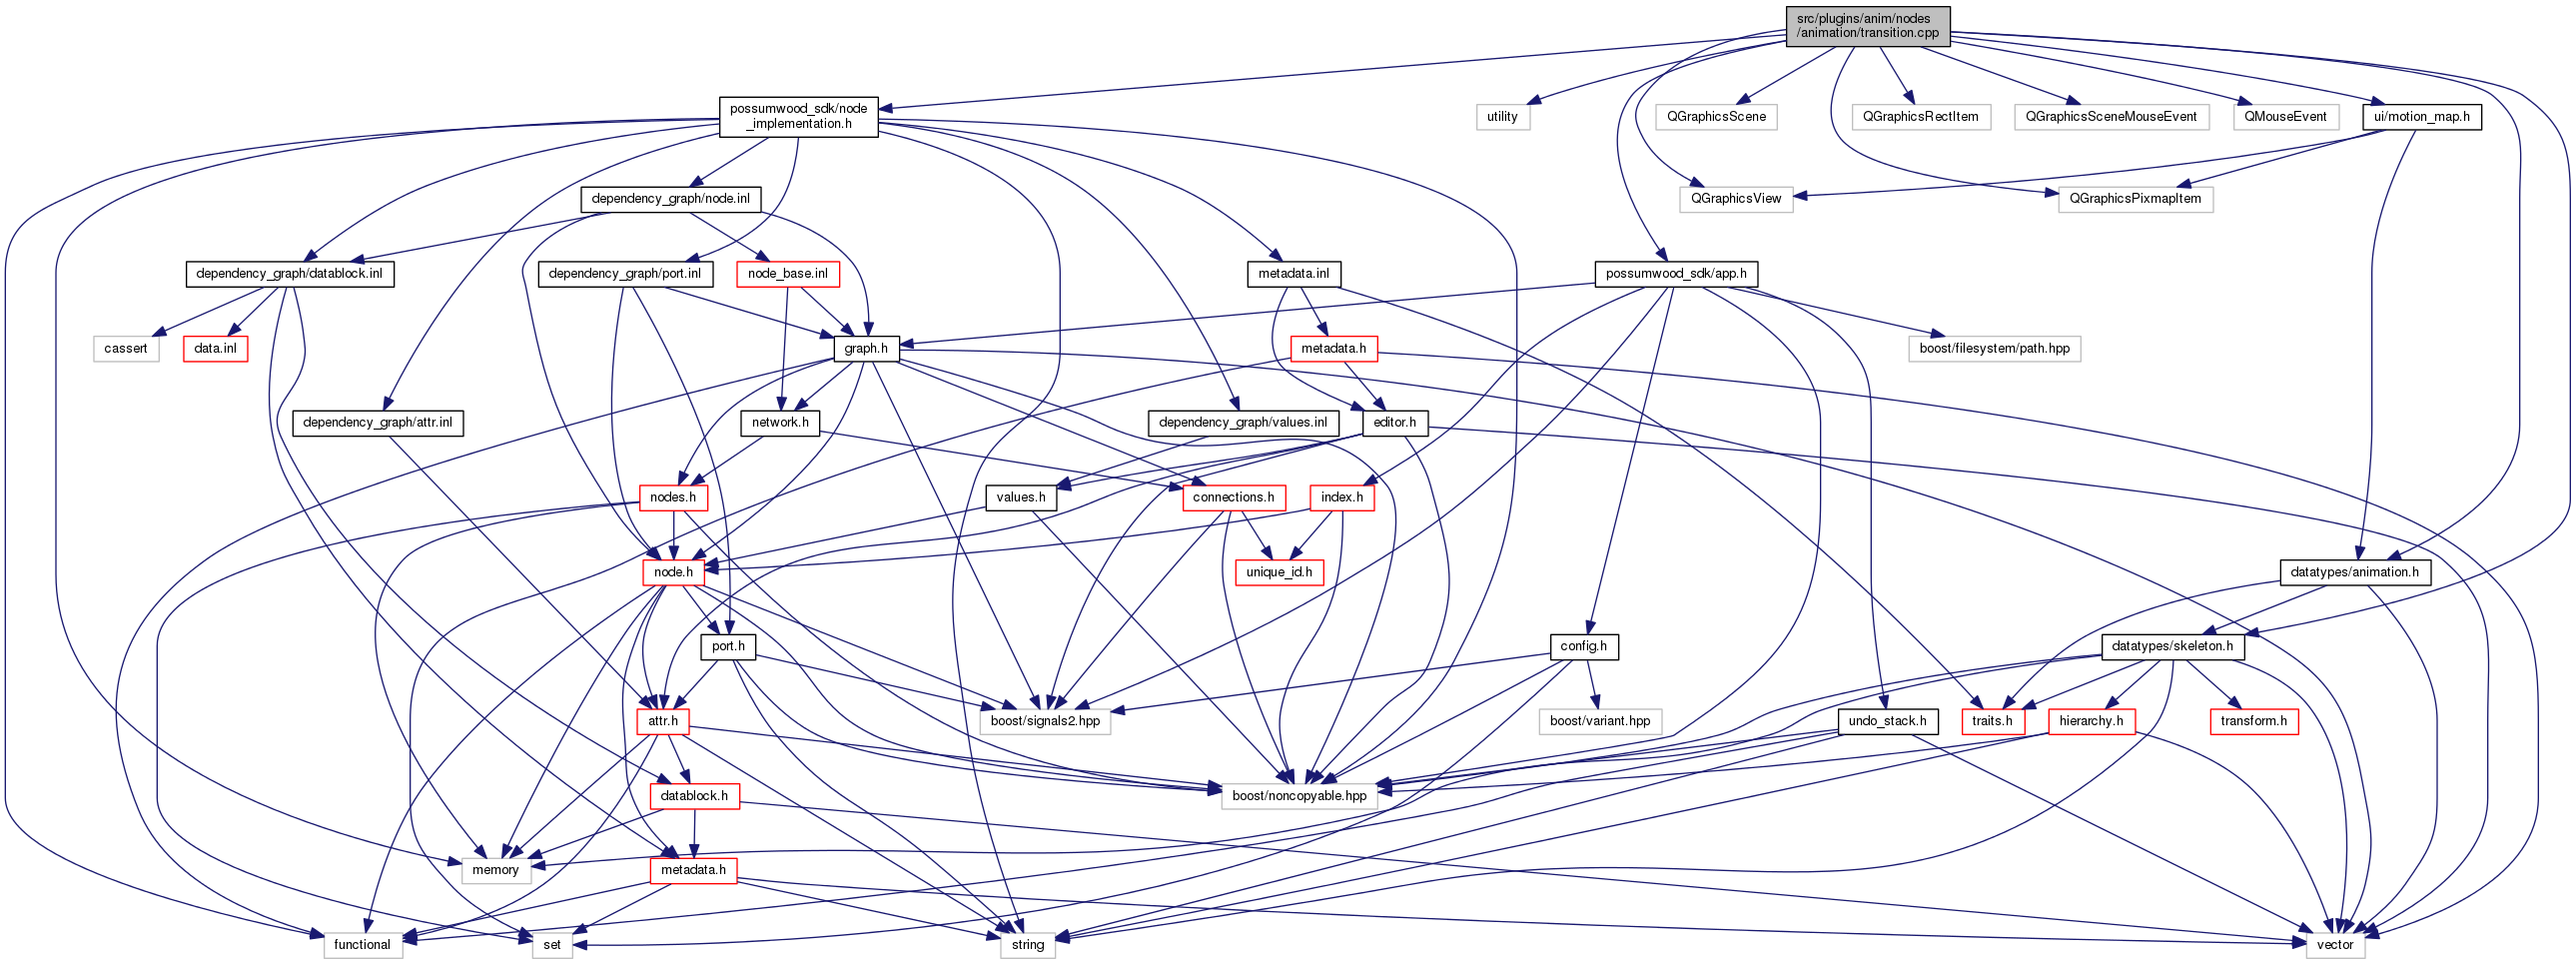 src/plugins/anim/nodes
/animation/transition.cpp
possumwood_sdk/node
_implementation.h
utility
QGraphicsScene
QGraphicsRectItem
QGraphicsSceneMouseEvent
QMouseEvent
ui/motion_map.h
dependency_graph/node.inl
QGraphicsView
QGraphicsPixmapItem
dependency_graph/datablock.inl
dependency_graph/port.inl
node_base.inl
metadata.inl
possumwood_sdk/app.h
cassert
data.inl
graph.h
metadata.h
boost/filesystem/path.hpp
dependency_graph/attr.inl
network.h
dependency_graph/values.inl
editor.h
nodes.h
values.h
connections.h
index.h
node.h
unique_id.h
datatypes/animation.h
port.h
config.h
datatypes/skeleton.h
attr.h
boost/signals2.hpp
boost/variant.hpp
undo_stack.h
traits.h
hierarchy.h
transform.h
datablock.h
boost/noncopyable.hpp
memory
metadata.h
functional
set
string
vector